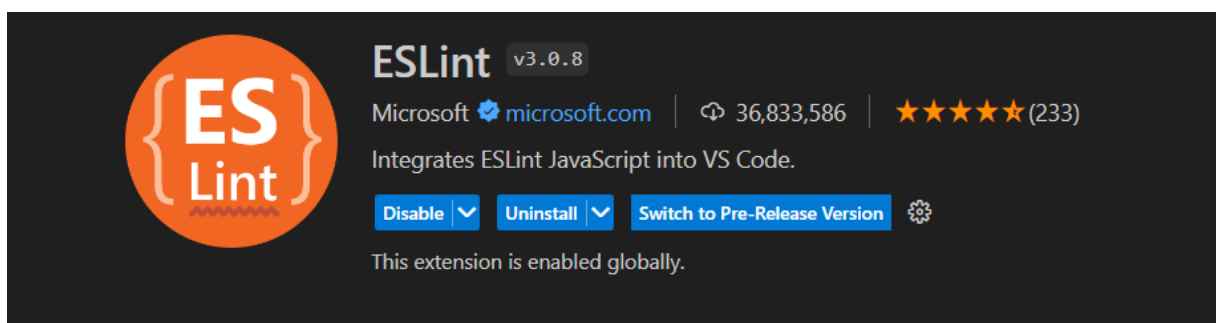 ES
Lint
ESLint v3.0.8
Microsoft microsoft.com 36,833,586 (233)
Integrates ESLint JavaScript into VS Code.
Disable Uninstall Switch to Pre-Release Version
This extension is enabled globally.